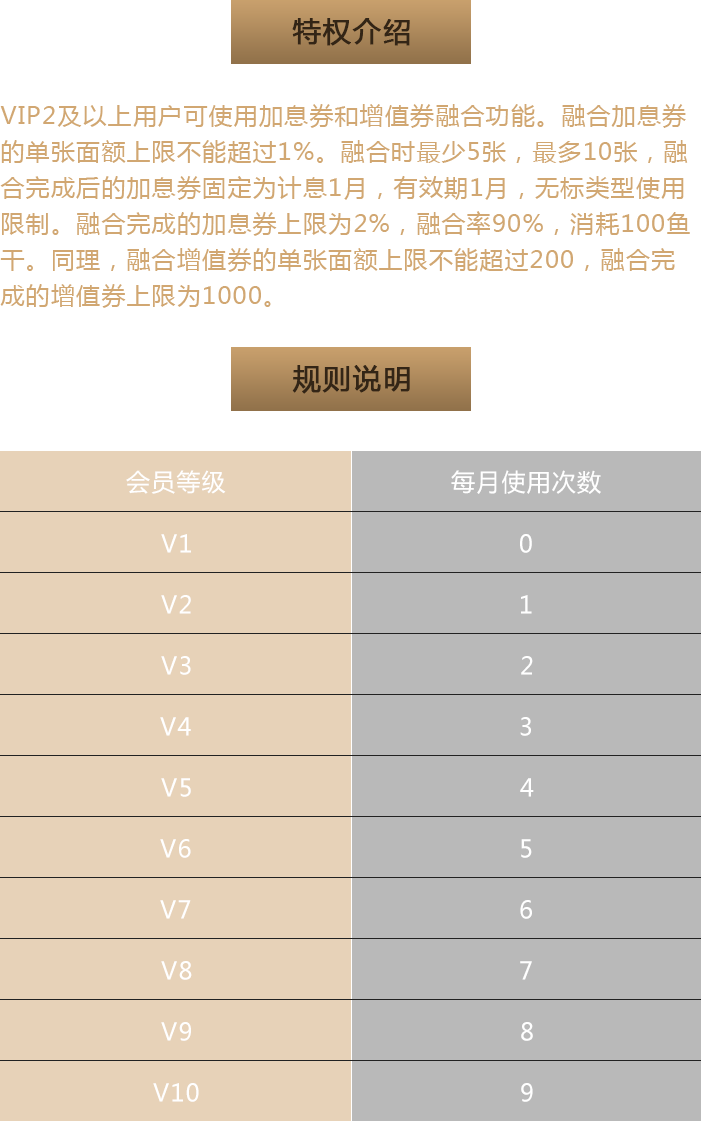 特权介绍
VIP2及以上用户可使用加息券和增值券融合功能。融合加息券
的单张面额上限不能超过1%。融合时最少5张，最多10张，融
合完成后的加息券固定为计息1月，有效期1月，无标类型使用
限制。融合完成的加息券上限为2%，融合率90%，消耗100鱼
干。同理，融合增值券的单张面额上限不能超过200，融合完
成的增值券上限为1000。
规则说明
会员等级 每月使用次数
V1 0
V2 1
V3 2
V4 3
V5 4
V6 5
V7 6
V8 7
V9 8
V10 9